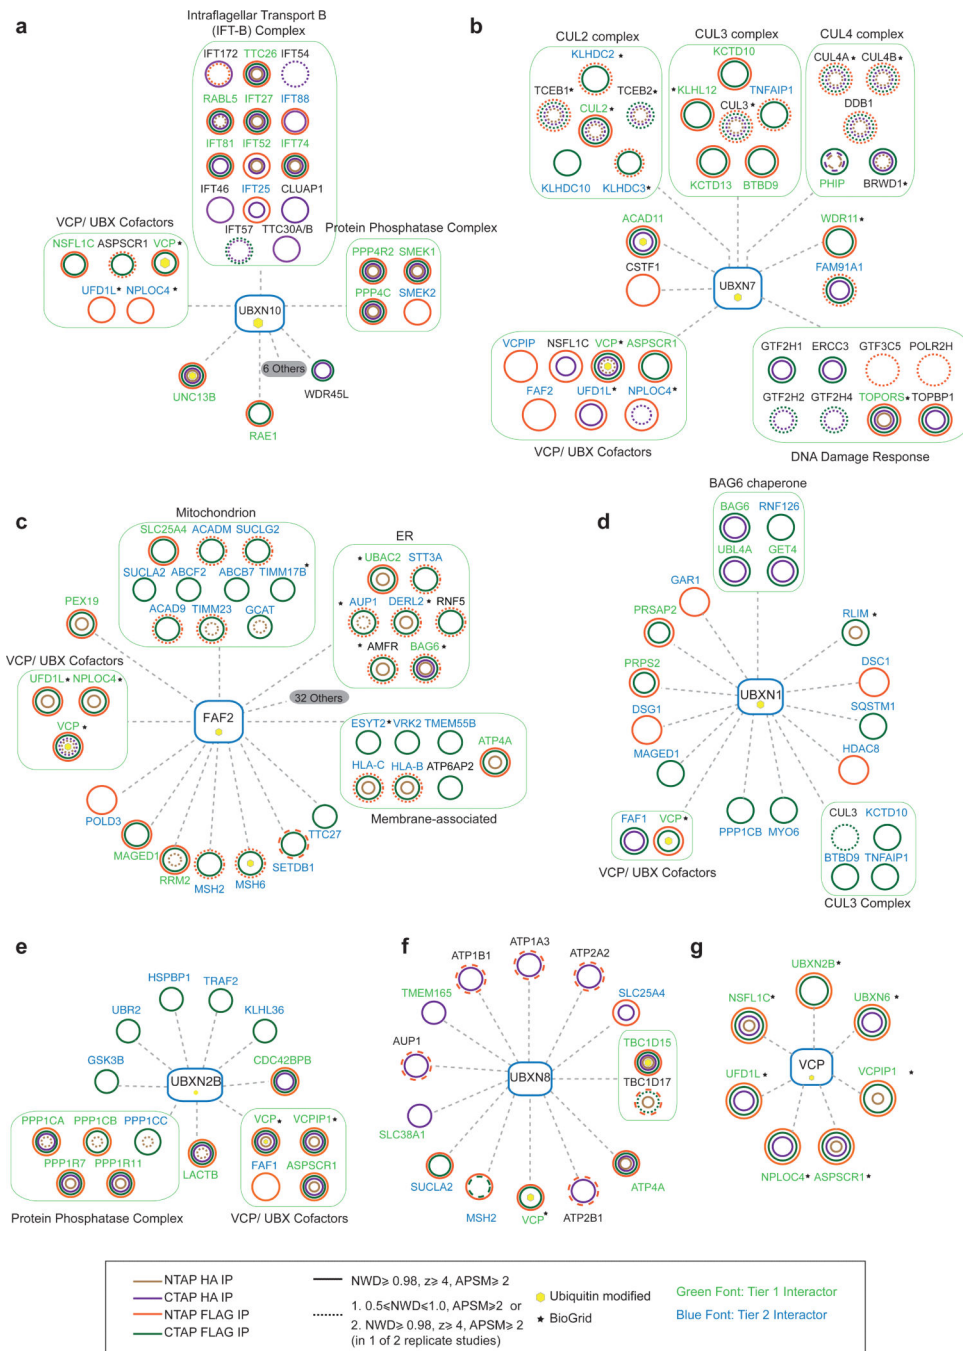 a
Intraflagellar Transport B
(IFT-B) Complex
IFT172 TTC26 IFT54
RABL5 IFT27 IFT88
IFT81 IFT52 IFT74
IFT46 IFT25 CLUAP1
IFT57 TTC30A/B
VCP/ UBX Cofactors
NSFL1C ASPSCR1 VCP★
UFD1L★ NPLOC4★
Protein Phosphatase Complex
PPP4R2 SMEK1
PPP4C SMEK2
UBXN10
6 Others
UNC13B
RAE1
WDR45L
b
CUL2 complex
KLHDC2★
TCEB1★ TCEB2★
CUL2★
KLHDC10 KLHDC3★
CUL3 complex
KCTD10
★KLHL12 TNFAIP1
CUL3★
KCTD13 BTBD9
CUL4 complex
CUL4A★ CUL4B★
DDB1
PHIP BRWD1★
ACAD11
WDR11★
CSTF1
FAM91A1
UBXN7
VCPIP NSFL1C VCP★ ASPSCR1
FAF2 UFD1L★ NPLOC4★
VCP/ UBX Cofactors
GTF2H1 ERCC3 GTF3C5 POLR2H
GTF2H2 GTF2H4 TOPORS★ TOPBP1
DNA Damage Response
c
Mitochondrion
SLC25A4 ACADM SUCLG2
SUCLA2 ABCF2 ABCB7 TIMM17B★
ACAD9 TIMM23 GCAT
ER
★UBAC2 STT3A
★AUP1 DERL2★ RNF5
★AMFR BAG6★
PEX19
VCP/ UBX Cofactors
UFD1L★ NPLOC4★
VCP★
FAF2
32 Others
ESYT2★ VRK2 TMEM55B
ATP4A
HLA-C HLA-B ATP6AP2
Membrane-associated
POLD3
MAGED1
RRM2
MSH2
MSH6
SETDB1
TTC27
d
BAG6 chaperone
BAG6 RNF126
UBL4A GET4
GAR1
PRSAP2
PRPS2
DSG1
MAGED1
UBXN1
RLIM★
DSC1
SQSTM1
HDAC8
FAF1 VCP★
VCP/ UBX Cofactors
PPP1CB MYO6
CUL3 KCTD10
BTBD9 TNFAIP1
CUL3 Complex
e
HSPBP1 TRAF2
UBR2 KLHL36
GSK3B
UBXN2B
CDC42BPB
PPP1CA PPP1CB PPP1CC
PPP1R7 PPP1R11
Protein Phosphatase Complex
LACTB
VCP★ VCPIP1★
FAF1 ASPSCR1
VCP/ UBX Cofactors
f
ATP1B1 ATP1A3 ATP2A2
TMEM165 SLC25A4
AUP1
UBXN8
TBC1D15
TBC1D17
SLC38A1
SUCLA2
MSH2
VCP★
ATP2B1
ATP4A
g
UBXN2B★
NSFL1C★ UBXN6★
VCP
UFD1L★ VCPIP1★
NPLOC4★ ASPSCR1★
NTAP HA IP
CTAP HA IP
NTAP FLAG IP
CTAP FLAG IP
NWD≥ 0.98, z≥ 4, APSM≥ 2
1. 0.5≤NWD≤1.0, APSM≥2 or
2. NWD≥ 0.98, z≥ 4, APSM≥ 2
(in 1 of 2 replicate studies)
Ubiquitin modified
★ BioGrid
Green Font: Tier 1 Interactor
Blue Font: Tier 2 Interactor